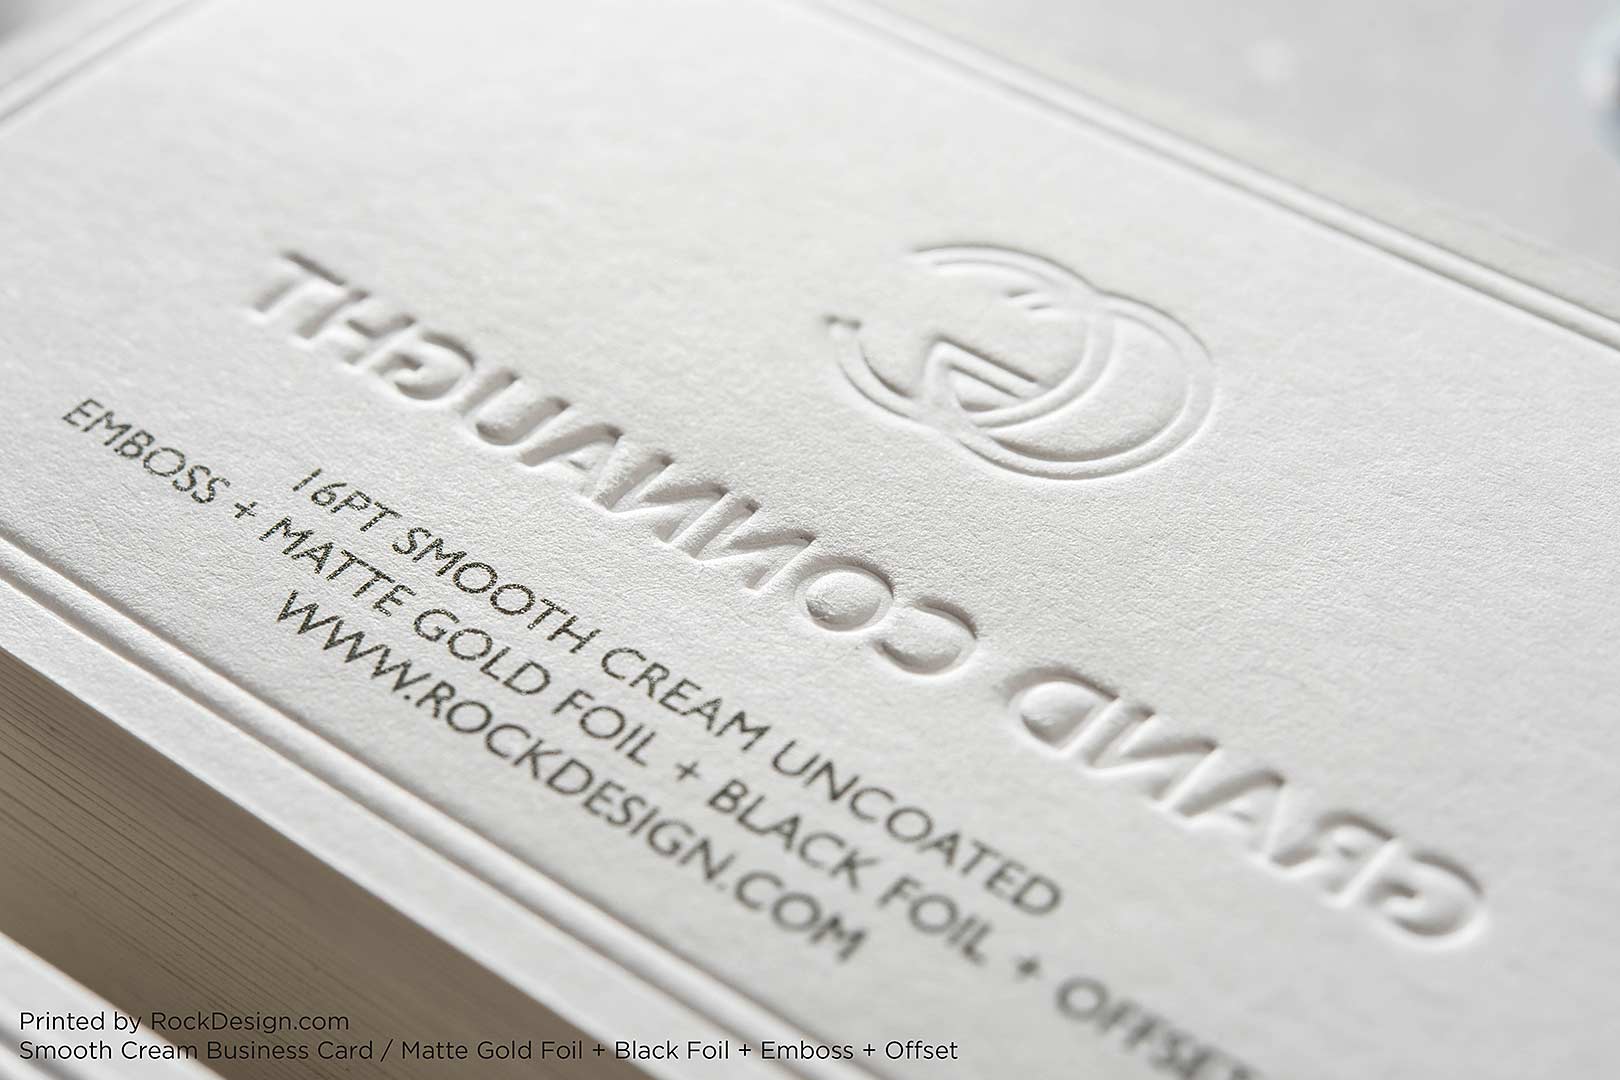 GRAND CONNAUGHT
16PT SMOOTH CREAM UNCOATED
EMBOSS + MATTE GOLD FOIL + BLACK FOIL + OFFSET
WWW.ROCKDESIGN.COM
Printed by RockDesign.com
Smooth Cream Business Card / Matte Gold Foil + Black Foil + Emboss + Offset